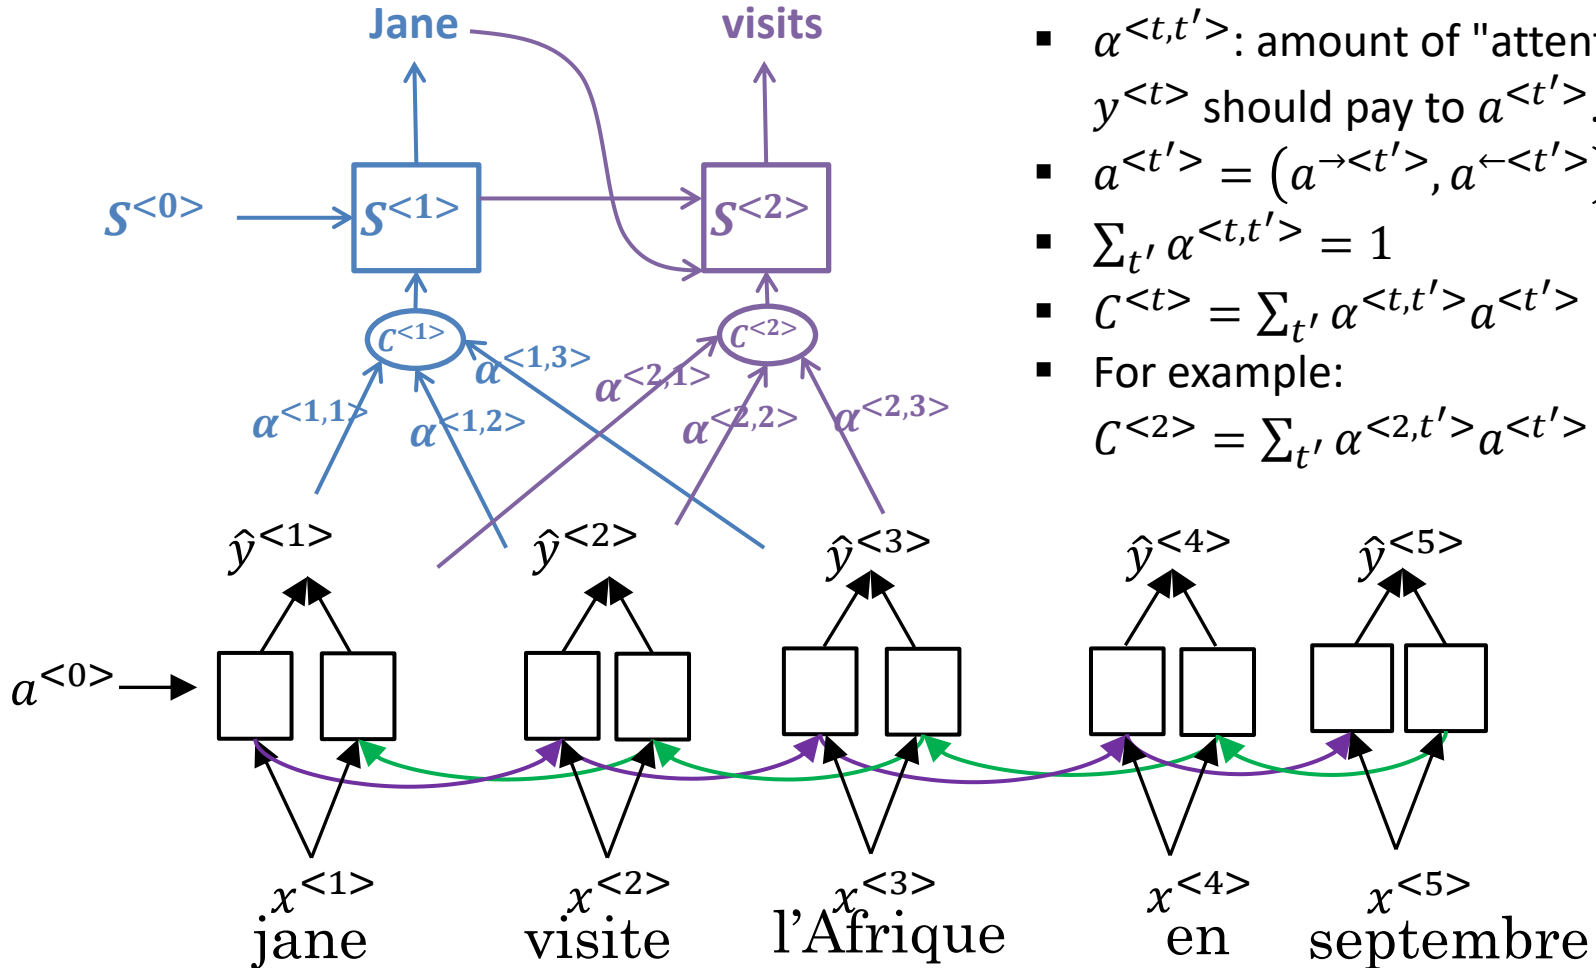 Jane visits
S^{<0>} S^{<1>} S^{<2>}
C^{<1>} C^{<2>}
α^{<1,1>} α^{<1,2>} α^{<1,3>} α^{<2,1>} α^{<2,2>} α^{<2,3>}
▪ α^{<t,t′>}: amount of "atten
y^{<t>} should pay to a^{<t′>}.
▪ a^{<t′>} = (a^{→<t′>}, a^{←<t′>})
▪ ∑_{t′} α^{<t,t′>} = 1
▪ C^{<t>} = ∑_{t′} α^{<t,t′>} a^{<t′>}
▪ For example:
C^{<2>} = ∑_{t′} α^{<2,t′>} a^{<t′>}
ŷ^{<1>} ŷ^{<2>} ŷ^{<3>} ŷ^{<4>} ŷ^{<5>}
a^{<0>}
x^{<1>} x^{<2>} x^{<3>} x^{<4>} x^{<5>}
jane visite l'Afrique en septembre